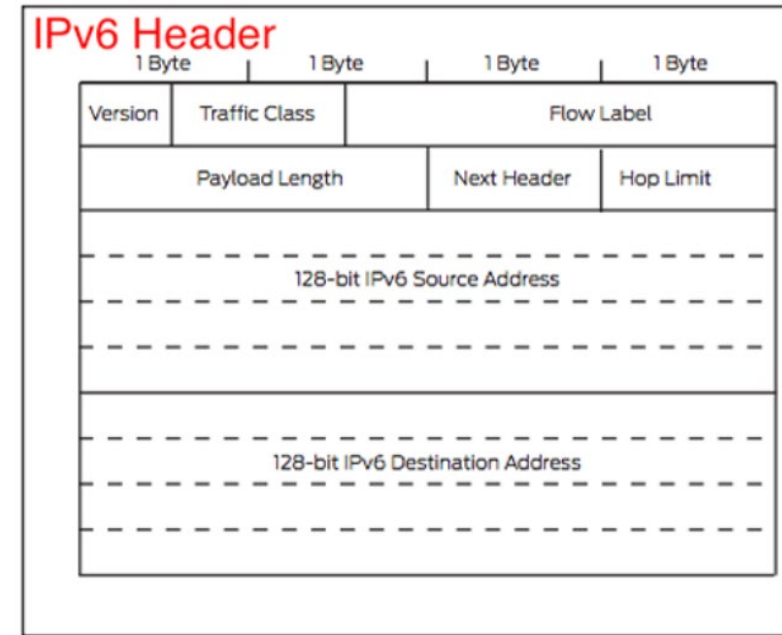 IPv6 Header
1 Byte 1 Byte 1 Byte 1 Byte
Version Traffic Class Flow Label
Payload Length Next Header Hop Limit
128-bit IPv6 Source Address
128-bit IPv6 Destination Address